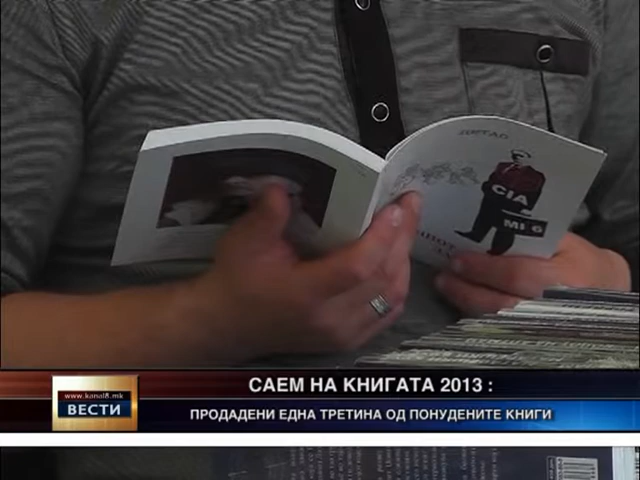 CIA
MI-6
САЕМ НА КНИГАТА 2013 :
www.kanal8.mk
ВЕСТИ
ПРОДАДЕНИ ЕДНА ТРЕТИНА ОД ПОНУДЕНИТЕ КНИГИ